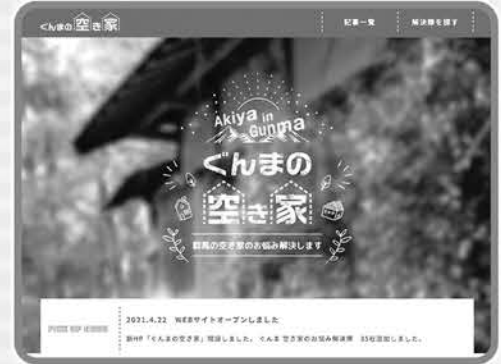 ぐんまの空き家
記事一覧
解決隊を探す
Akiya in
Gunma
ぐんまの
空き家
群馬の空き家のお悩み解決します
2021.4.22 WEBサイトオープンしました
新HP「ぐんまの空き家」開設しました。 ぐんま 空き家のお悩み解決隊 35社追加しました。